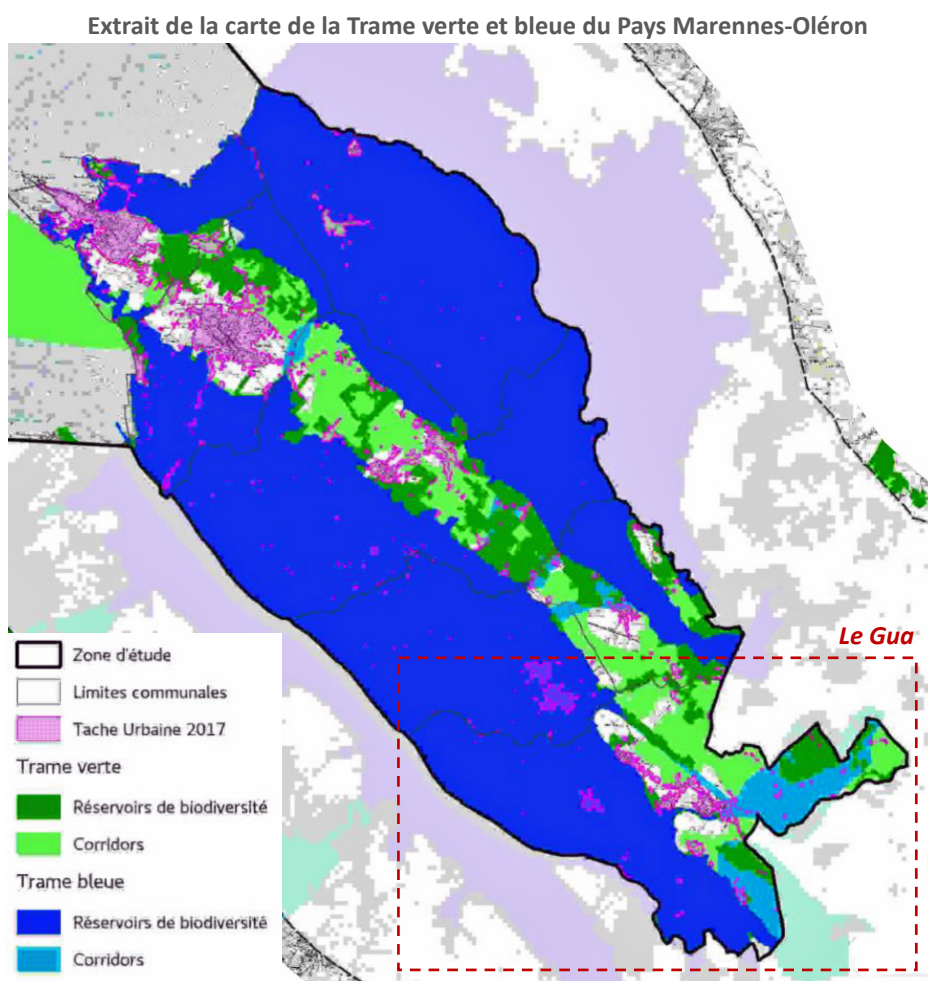 Extrait de la carte de la Trame verte et bleue du Pays Marennes-Oléron
Le Gua
Zone d'étude
Limites communales
Tache Urbaine 2017
Trame verte
Réservoirs de biodiversité
Corridors
Trame bleue
Réservoirs de biodiversité
Corridors